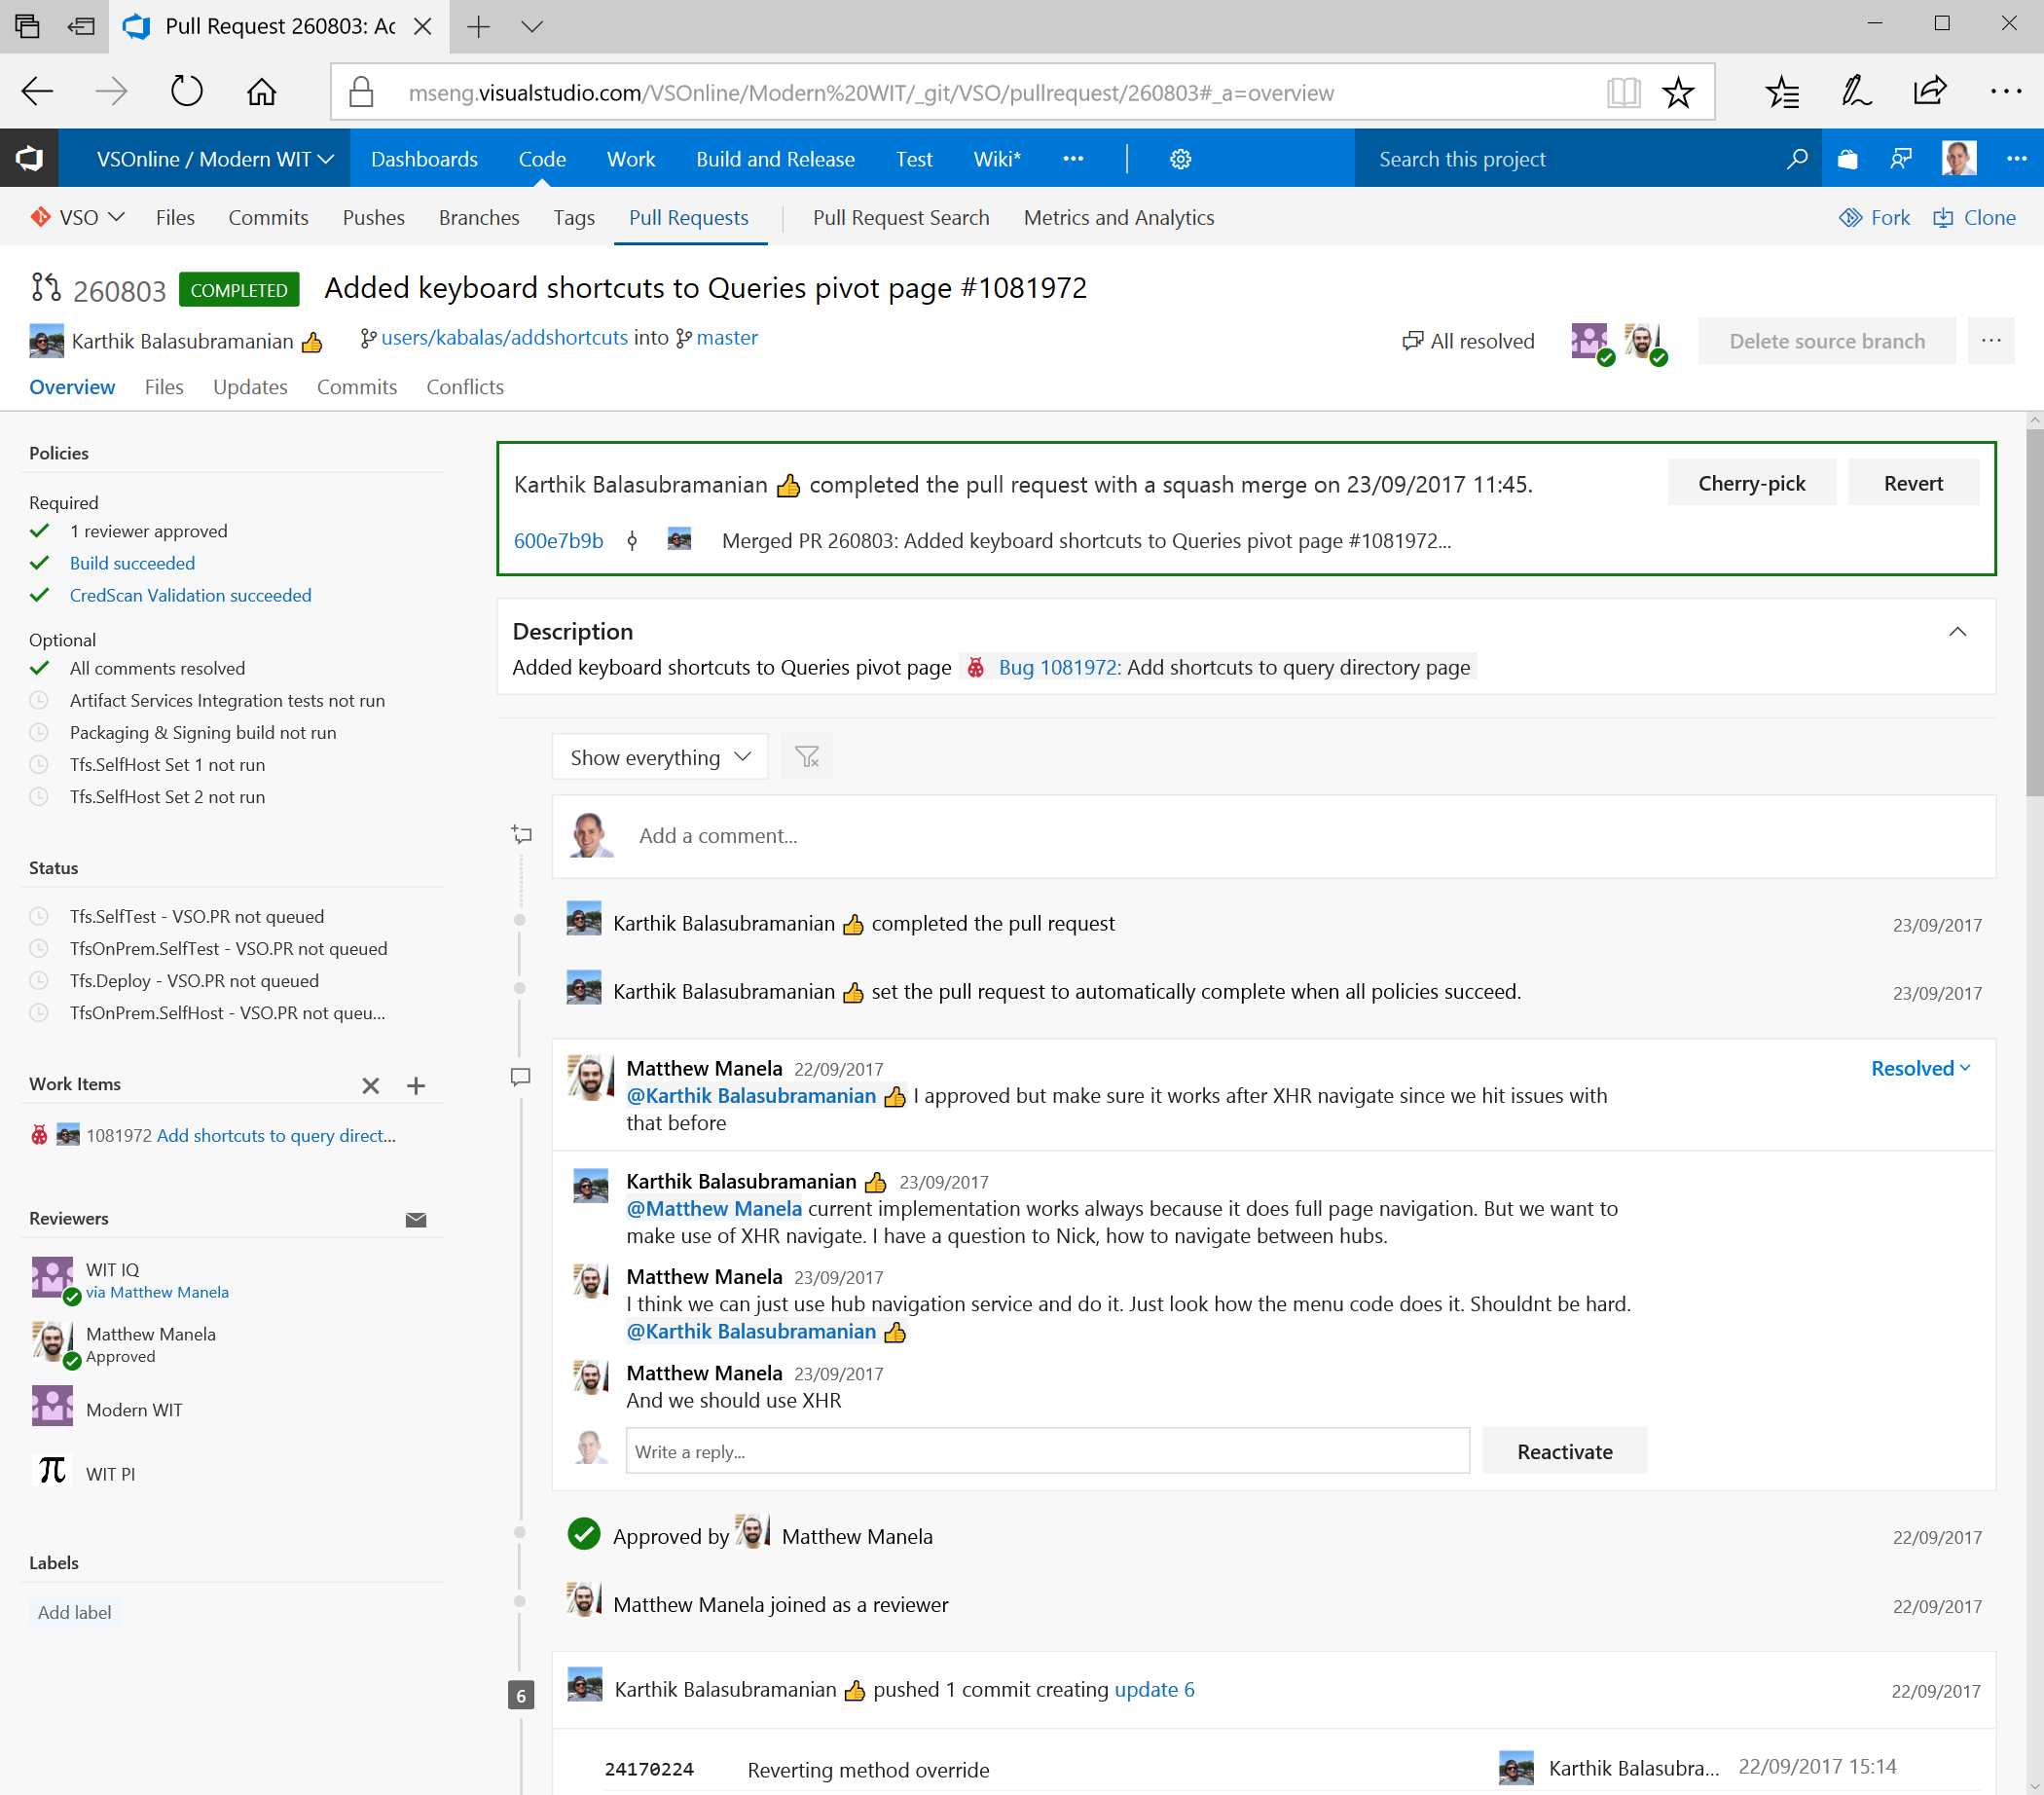 Pull Request 260803: Ac
mseng.visualstudio.com/VSOnline/Modern%20WIT/_git/VSO/pullrequest/260803#_a=overview
VSOnline / Modern WIT Dashboards Code Work Build and Release Test Wiki* Search this project
VSO Files Commits Pushes Branches Tags Pull Requests Pull Request Search Metrics and Analytics Fork Clone
260803 COMPLETED Added keyboard shortcuts to Queries pivot page #1081972
Karthik Balasubramanian 👍 users/kabalas/addshortcuts into master All resolved Delete source branch ...
Overview Files Updates Commits Conflicts
Policies
Required
1 reviewer approved
Build succeeded
CredScan Validation succeeded
Optional
All comments resolved
Artifact Services Integration tests not run
Packaging & Signing build not run
Tfs.SelfHost Set 1 not run
Tfs.SelfHost Set 2 not run
Status
Tfs.SelfTest - VSO.PR not queued
TfsOnPrem.SelfTest - VSO.PR not queued
Tfs.Deploy - VSO.PR not queued
TfsOnPrem.SelfHost - VSO.PR not queu...
Work Items
1081972 Add shortcuts to query direct...
Reviewers
WIT IQ
via Matthew Manela
Matthew Manela
Approved
Modern WIT
π WIT PI
Labels
Add label
Karthik Balasubramanian 👍 completed the pull request with a squash merge on 23/09/2017 11:45.
Cherry-pick Revert
600e7b9b Merged PR 260803: Added keyboard shortcuts to Queries pivot page #1081972...
Description
Added keyboard shortcuts to Queries pivot page Bug 1081972: Add shortcuts to query directory page
Show everything
Add a comment...
Karthik Balasubramanian 👍 completed the pull request 23/09/2017
Karthik Balasubramanian 👍 set the pull request to automatically complete when all policies succeed. 23/09/2017
Matthew Manela 22/09/2017 Resolved
@Karthik Balasubramanian 👍 I approved but make sure it works after XHR navigate since we hit issues with
that before
Karthik Balasubramanian 👍 23/09/2017
@Matthew Manela current implementation works always because it does full page navigation. But we want to
make use of XHR navigate. I have a question to Nick, how to navigate between hubs.
Matthew Manela 23/09/2017
I think we can just use hub navigation service and do it. Just look how the menu code does it. Shouldnt be hard.
@Karthik Balasubramanian 👍
Matthew Manela 23/09/2017
And we should use XHR
Write a reply... Reactivate
Approved by Matthew Manela 22/09/2017
Matthew Manela joined as a reviewer 22/09/2017
6 Karthik Balasubramanian 👍 pushed 1 commit creating update 6 22/09/2017
24170224 Reverting method override Karthik Balasubra... 22/09/2017 15:14